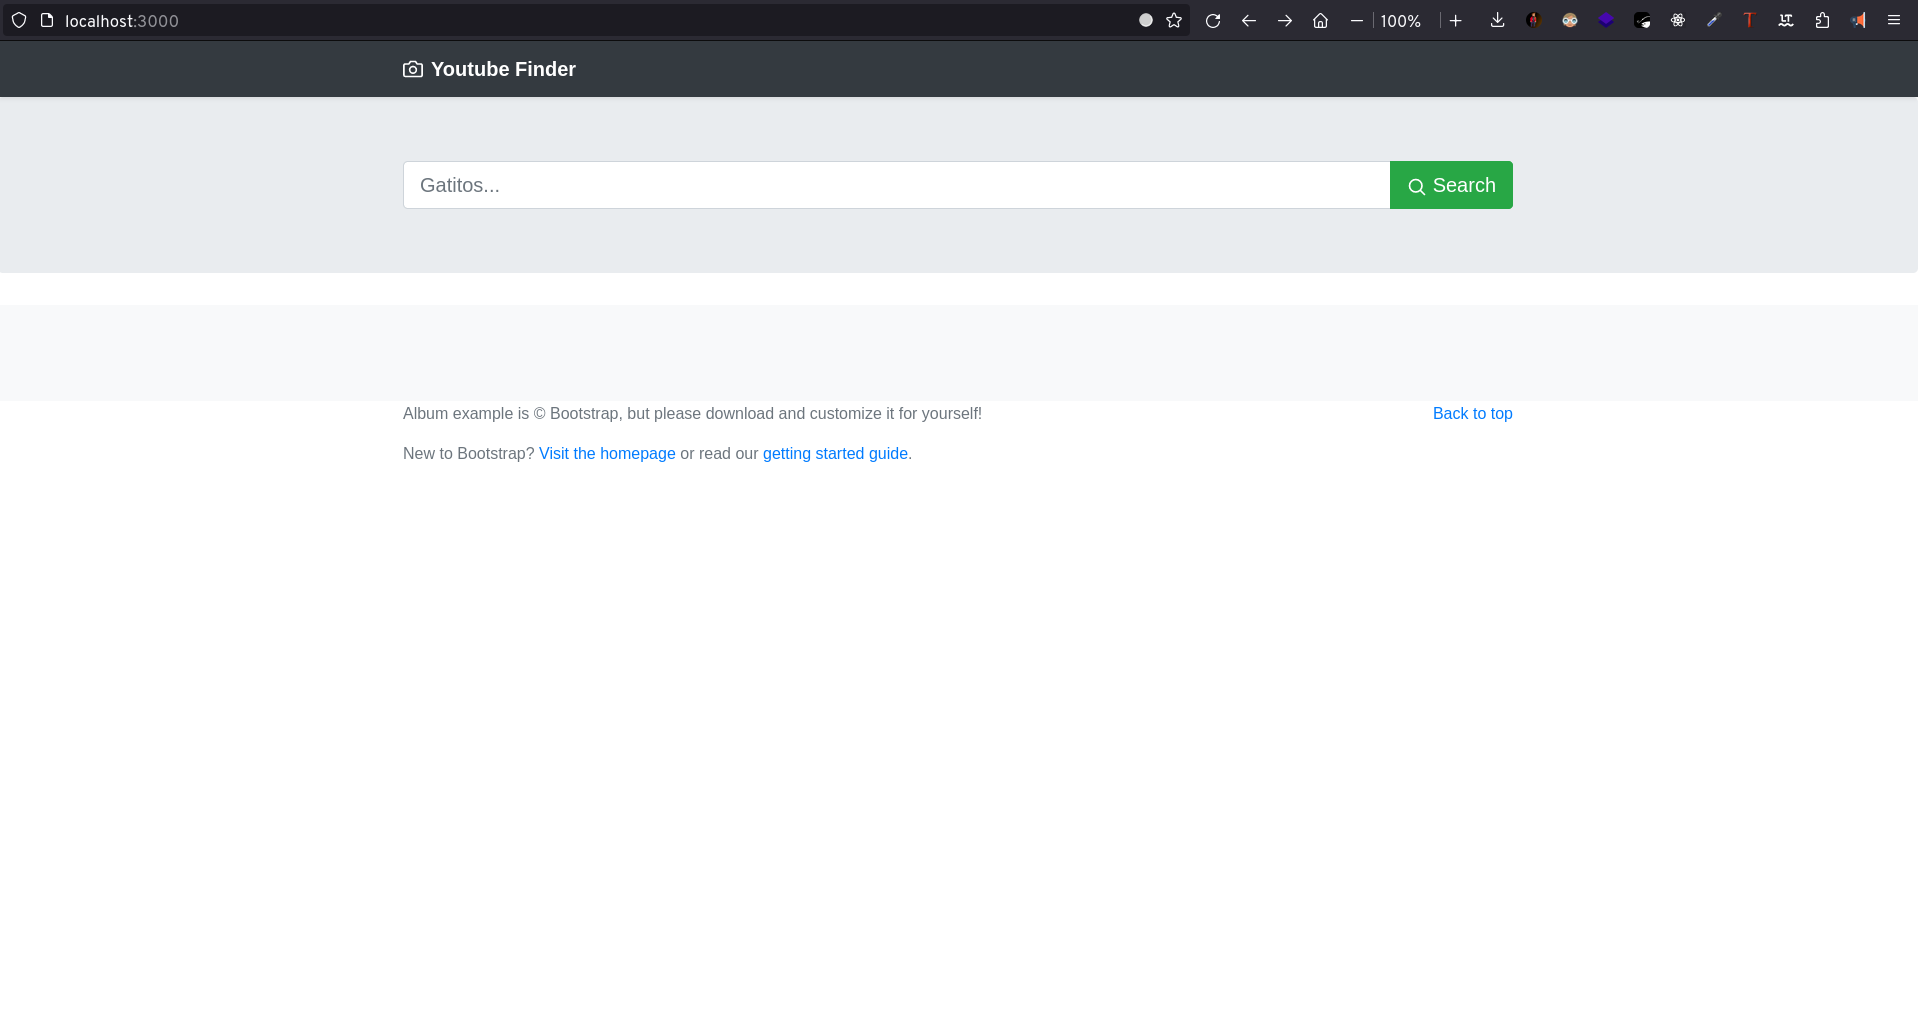 localhost:3000
100%
Youtube Finder
Gatitos...
Search
Album example is © Bootstrap, but please download and customize it for yourself!
Back to top
New to Bootstrap? Visit the homepage or read our getting started guide.